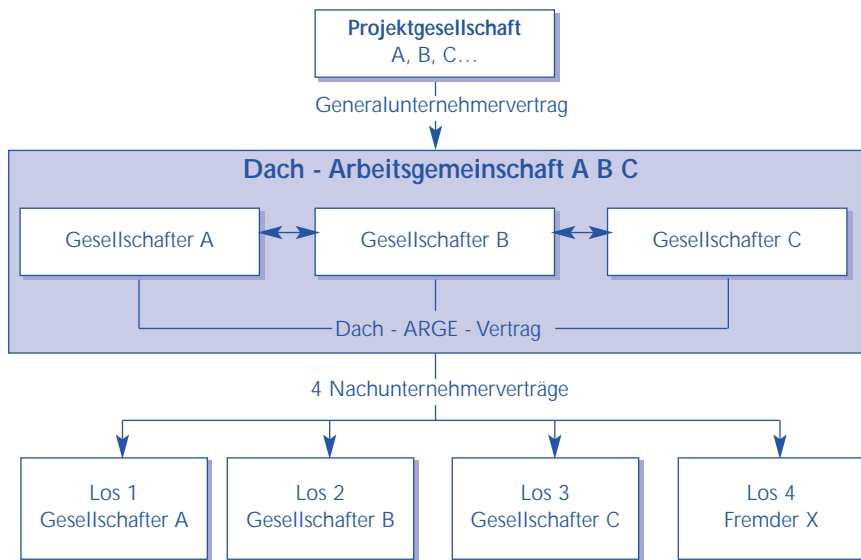 Projektgesellschaft
A, B, C...
Generalunternehmervertrag
Dach - Arbeitsgemeinschaft A B C
Gesellschafter A
Gesellschafter B
Gesellschafter C
Dach - ARGE - Vertrag
4 Nachunternehmerverträge
Los 1
Gesellschafter A
Los 2
Gesellschafter B
Los 3
Gesellschafter C
Los 4
Fremder X